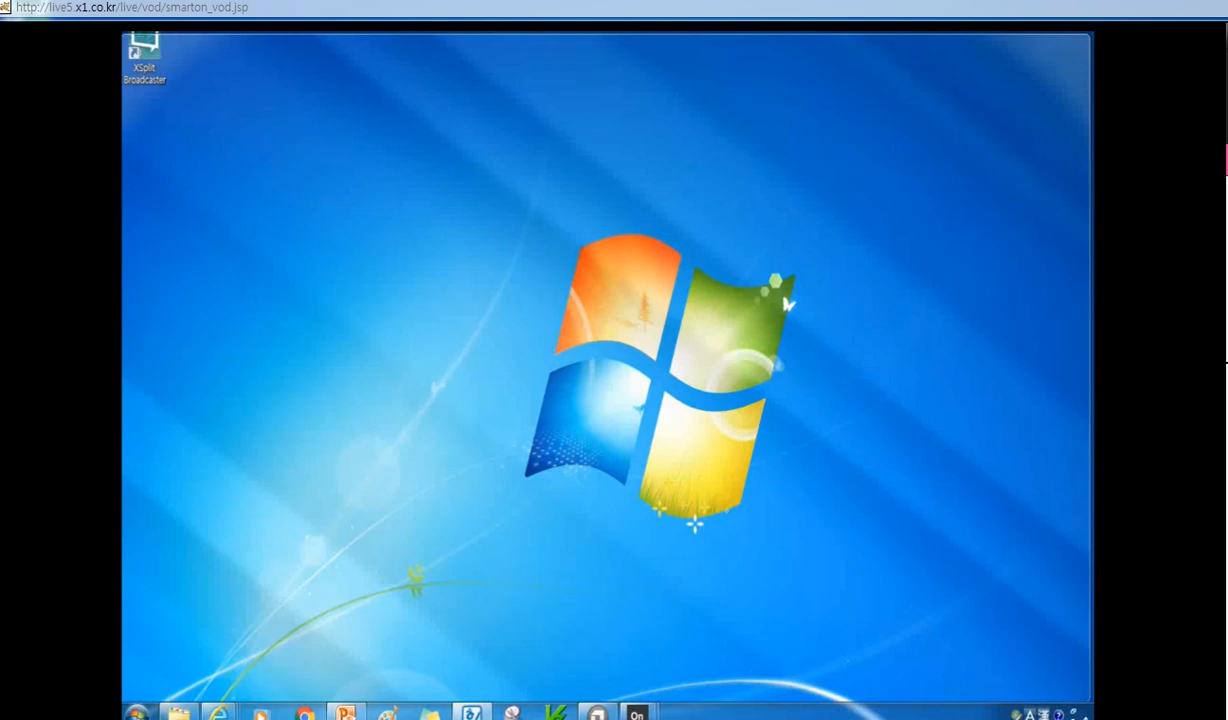 http://live5.x1.co.kr/live/vod/smarton_vod.jsp
XSplit
Broadcaster
On
A